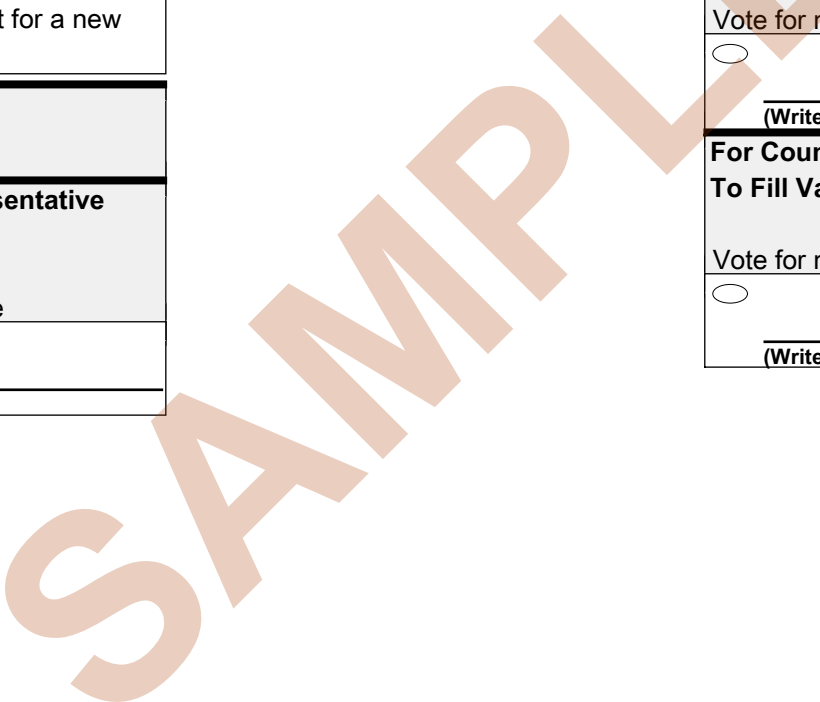 t for a new
sentative
e
Vote for
(Write
For Coun
To Fill Va
Vote for
(Write
SAMPLE